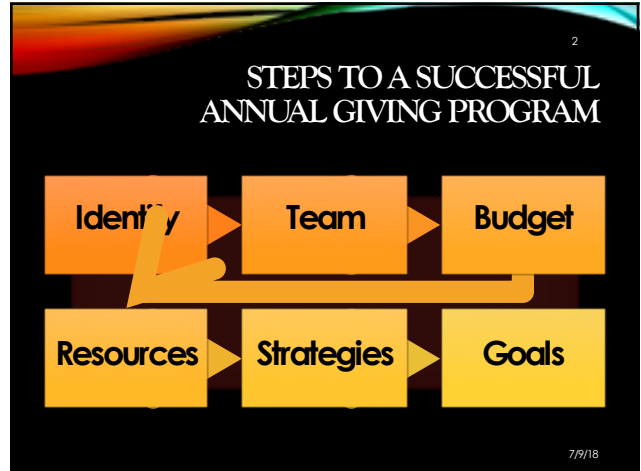 2
STEPS TO A SUCCESSFUL
ANNUAL GIVING PROGRAM
Identify
Team
Budget
Resources
Strategies
Goals
7/9/18